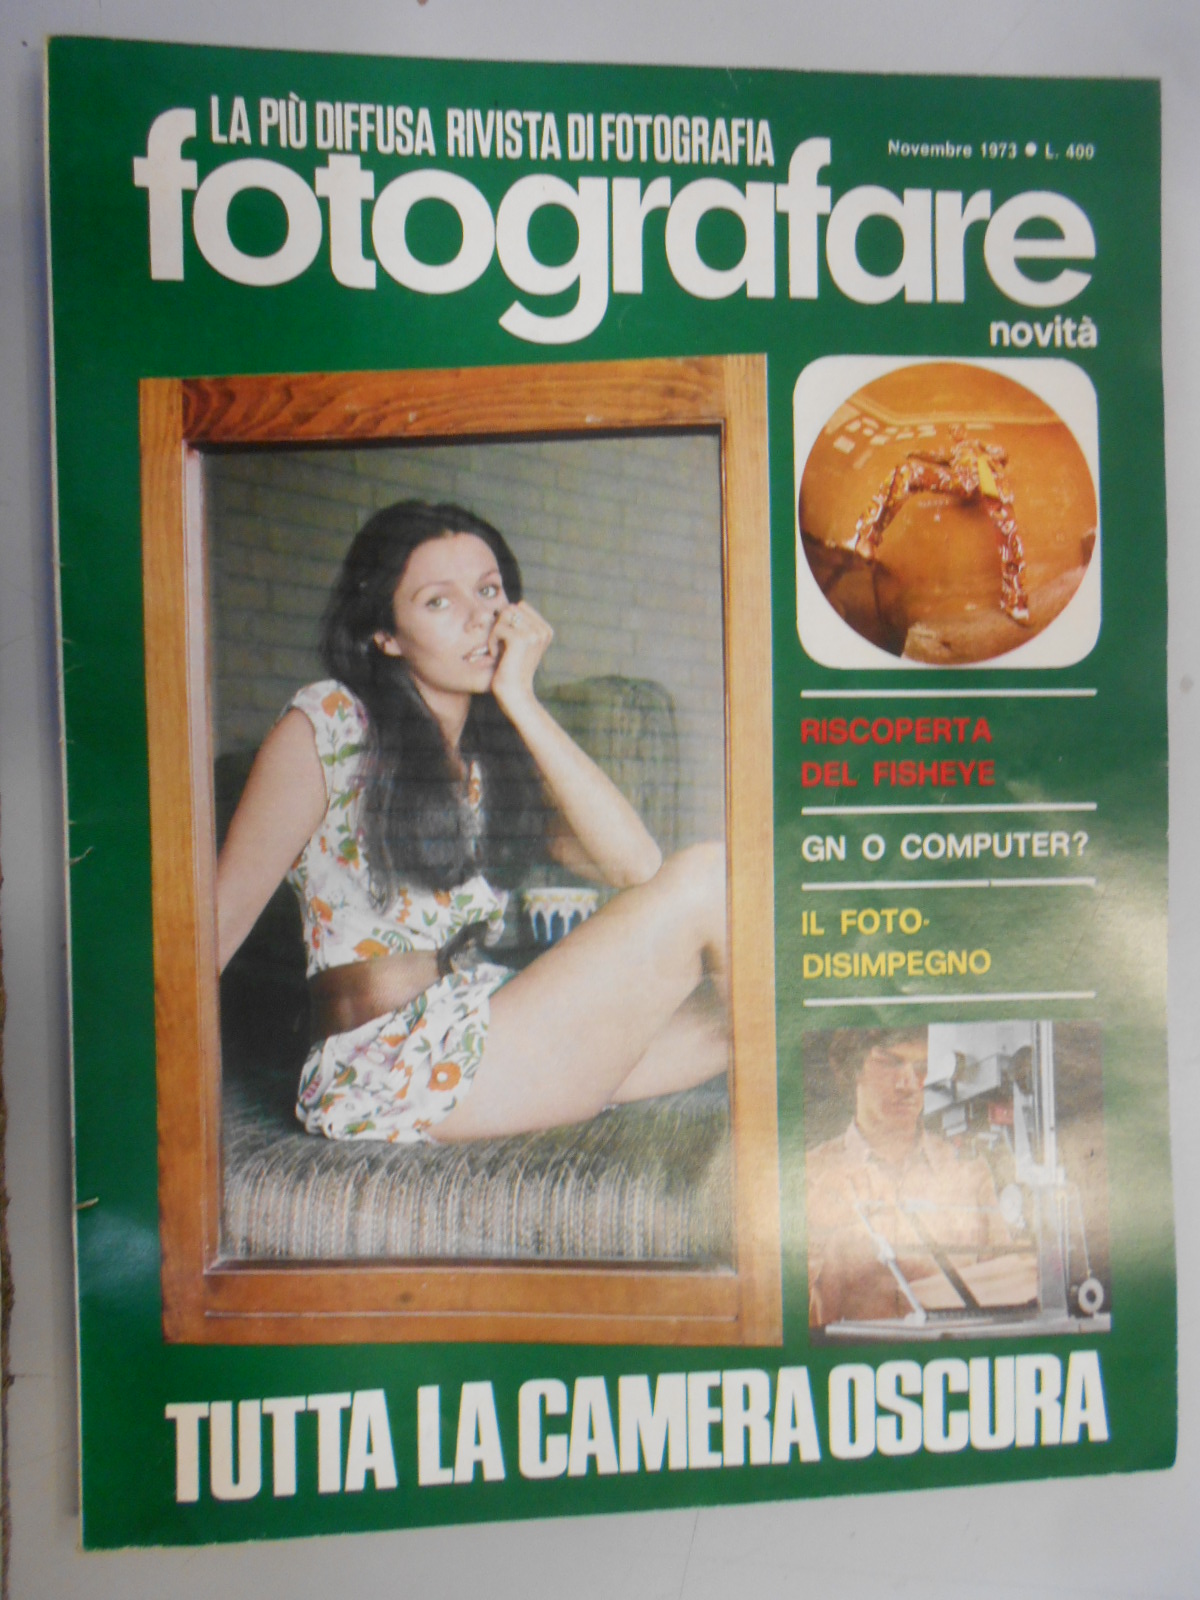 LA PIÙ DIFFUSA RIVISTA DI FOTOGRAFIA
Novembre 1973 ● L. 400
fotografare
novità
RISCOPERTA
DEL FISHEYE
GN O COMPUTER?
IL FOTO-
DISIMPEGNO
TUTTA LA CAMERA OSCURA